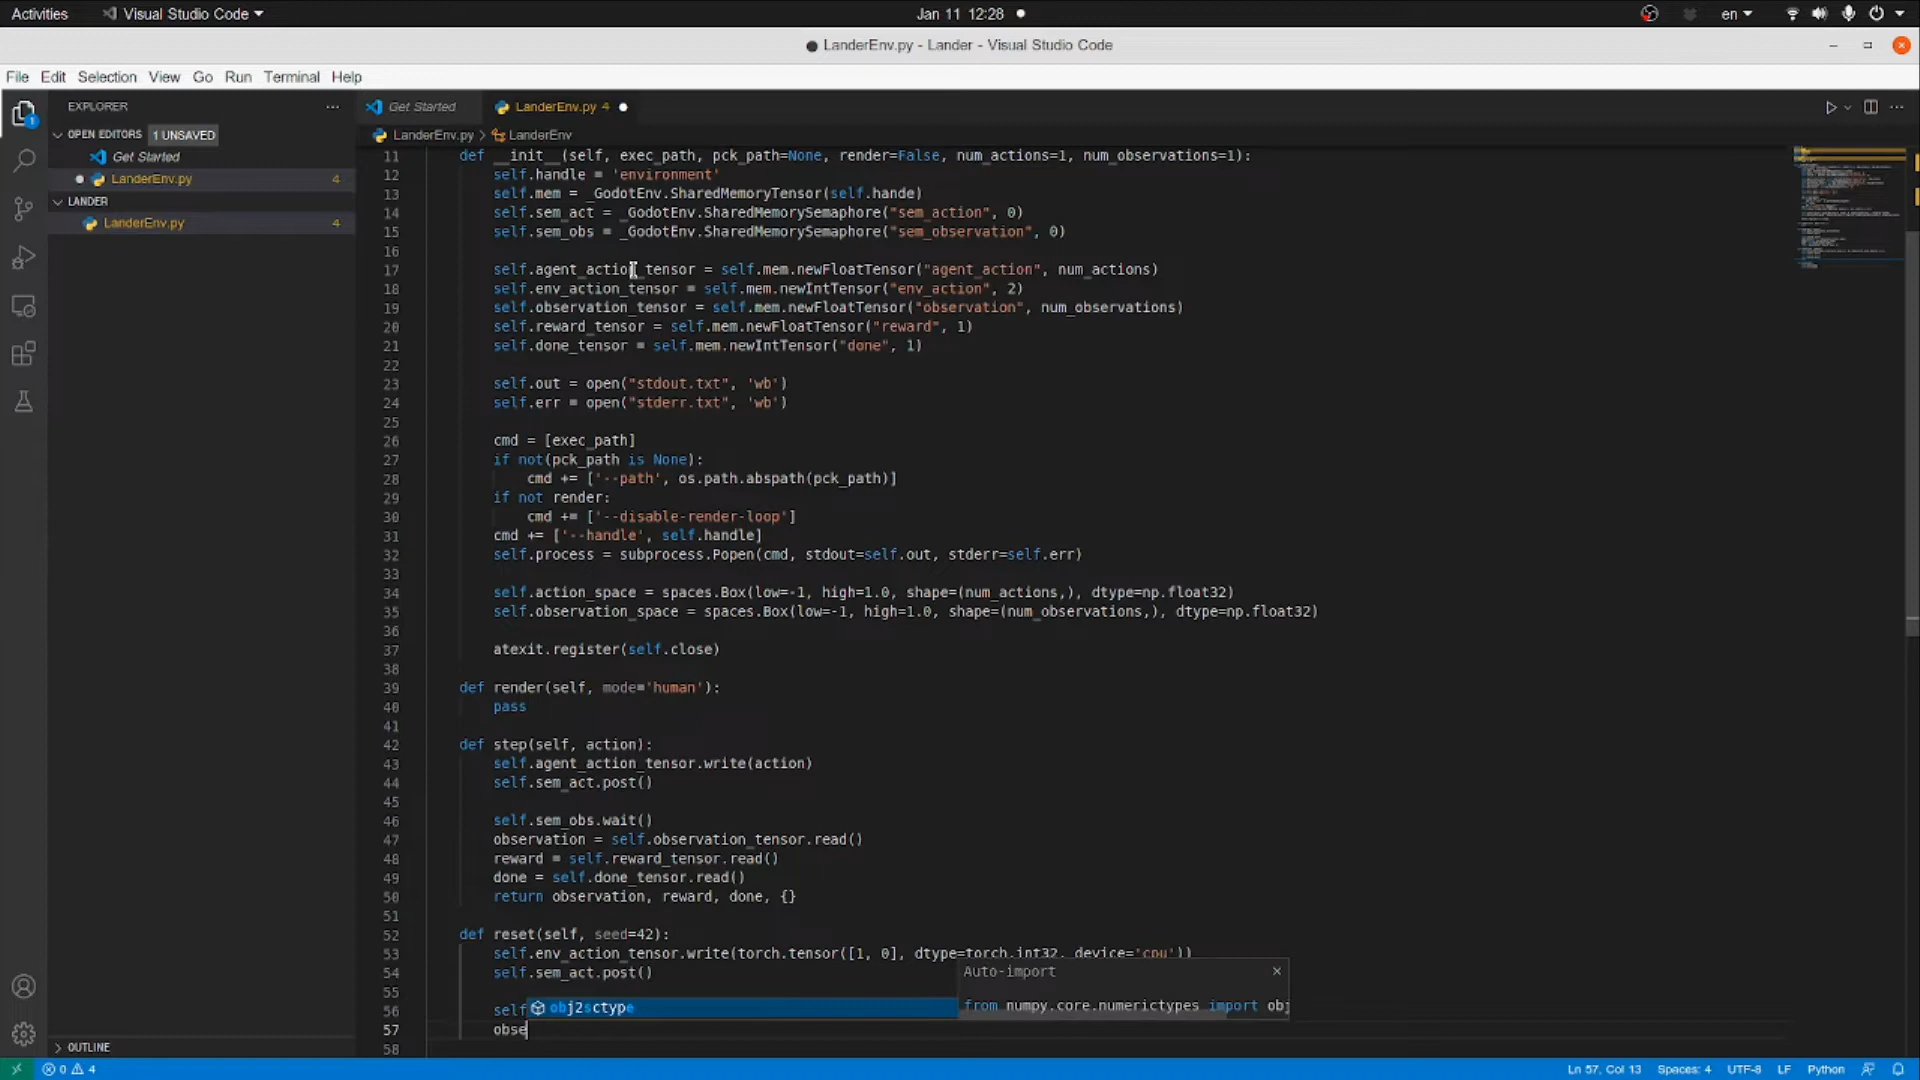 Activities
Visual Studio Code
Jan 11 12:28
en
LanderEnv.py - Lander - Visual Studio Code
File Edit Selection View Go Run Terminal Help
EXPLORER
Get Started
LanderEnv.py 4
OPEN EDITORS 1 UNSAVED
LanderEnv.py > LanderEnv
Get Started
LanderEnv.py 4
LANDER
LanderEnv.py 4
1
11 def __init__(self, exec_path, pck_path=None, render=False, num_actions=1, num_observations=1):
12 self.handle = 'environment'
13 self.mem = _GodotEnv.SharedMemoryTensor(self.hande)
14 self.sem_act = _GodotEnv.SharedMemorySemaphore("sem_action", 0)
15 self.sem_obs = _GodotEnv.SharedMemorySemaphore("sem_observation", 0)
16
17 self.agent_action_tensor = self.mem.newFloatTensor("agent_action", num_actions)
18 self.env_action_tensor = self.mem.newIntTensor("env_action", 2)
19 self.observation_tensor = self.mem.newFloatTensor("observation", num_observations)
20 self.reward_tensor = self.mem.newFloatTensor("reward", 1)
21 self.done_tensor = self.mem.newIntTensor("done", 1)
22
23 self.out = open("stdout.txt", 'wb')
24 self.err = open("stderr.txt", 'wb')
25
26 cmd = [exec_path]
27 if not(pck_path is None):
28 cmd += ['--path', os.path.abspath(pck_path)]
29 if not render:
30 cmd += ['--disable-render-loop']
31 cmd += ['--handle', self.handle]
32 self.process = subprocess.Popen(cmd, stdout=self.out, stderr=self.err)
33
34 self.action_space = spaces.Box(low=-1, high=1.0, shape=(num_actions,), dtype=np.float32)
35 self.observation_space = spaces.Box(low=-1, high=1.0, shape=(num_observations,), dtype=np.float32)
36
37 atexit.register(self.close)
38
39 def render(self, mode='human'):
40 pass
41
42 def step(self, action):
43 self.agent_action_tensor.write(action)
44 self.sem_act.post()
45
46 self.sem_obs.wait()
47 observation = self.observation_tensor.read()
48 reward = self.reward_tensor.read()
49 done = self.done_tensor.read()
50 return observation, reward, done, {}
51
52 def reset(self, seed=42):
53 self.env_action_tensor.write(torch.tensor([1, 0], dtype=torch.int32, device='cpu'))
54 self.sem_act.post()
55
56 self
57 obse
58
obj2sctype
Auto-import
from numpy.core.numerictypes import obj
OUTLINE
0 4
Ln 57, Col 13
Spaces: 4
UTF-8
LF
Python